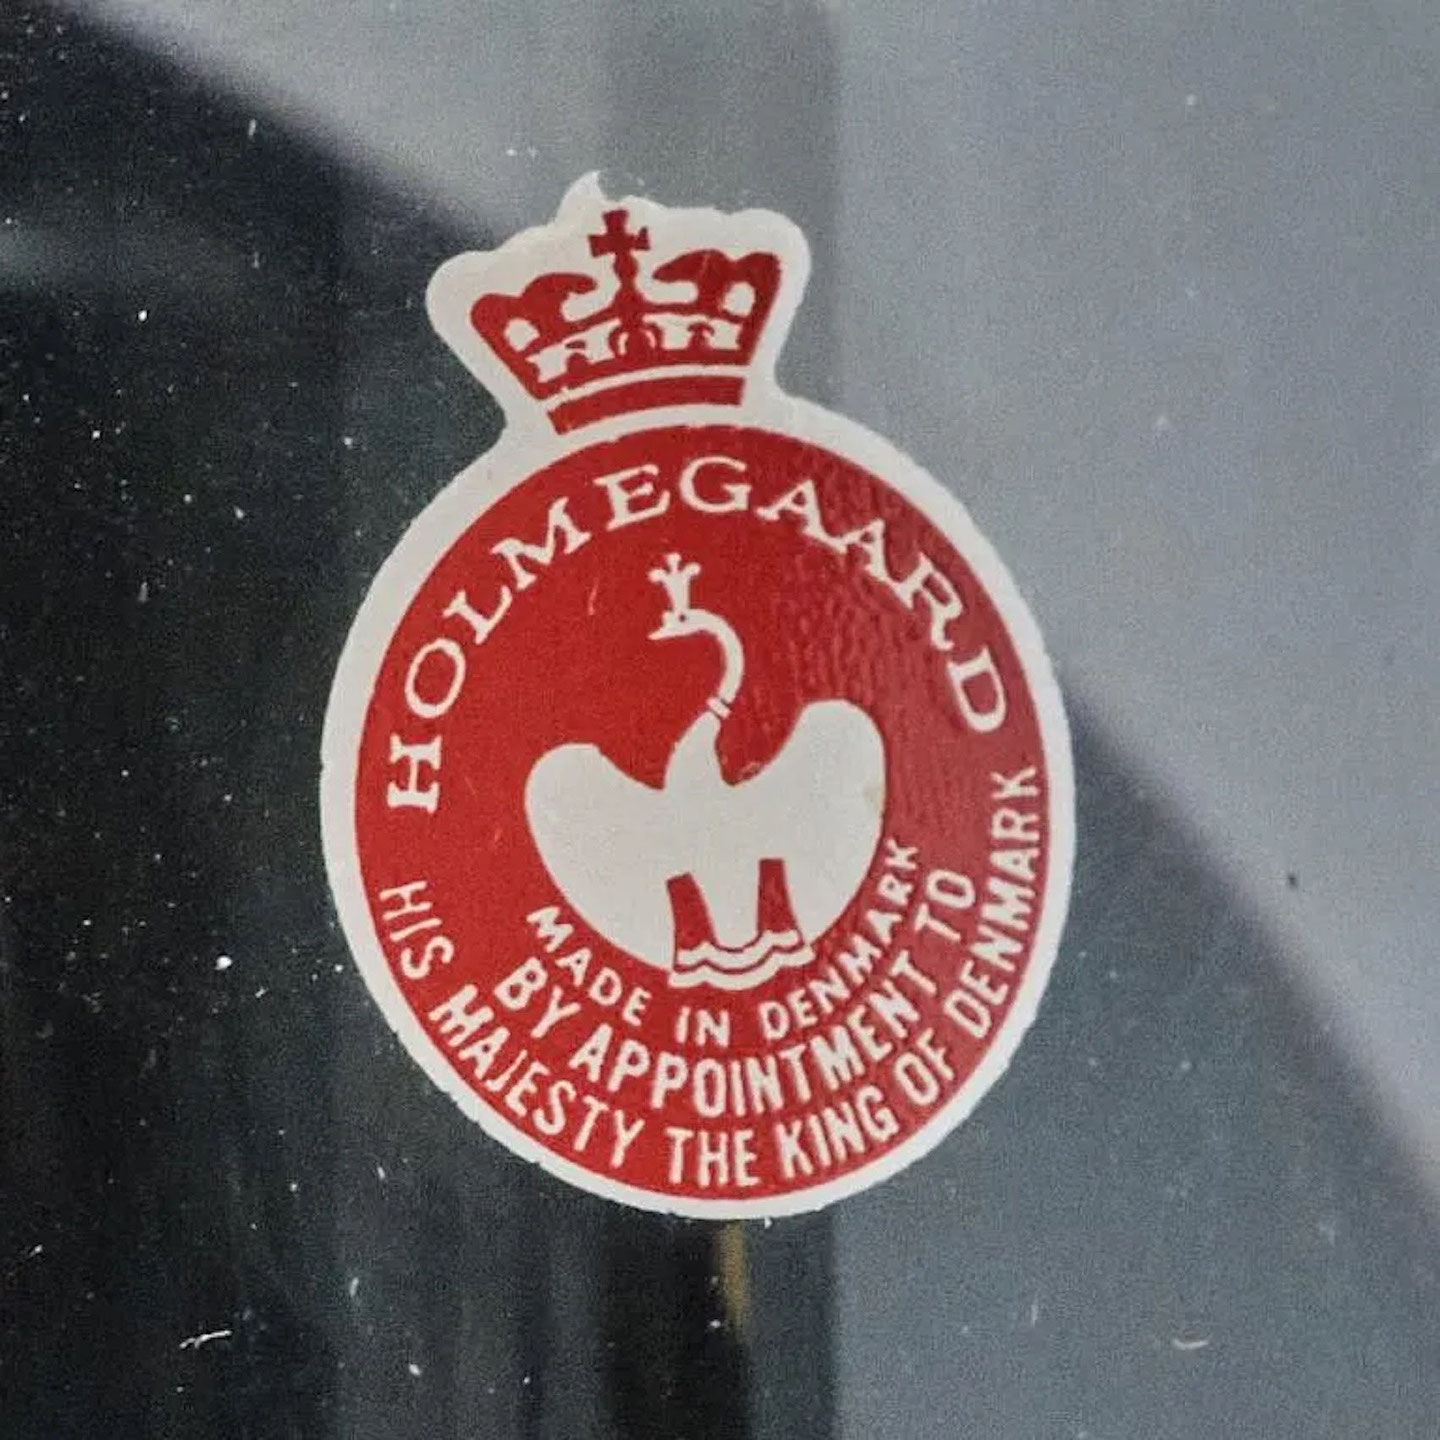 HOLMEGAARD
MADE IN DENMARK
BY APPOINTMENT TO
HIS MAJESTY THE KING OF DENMARK